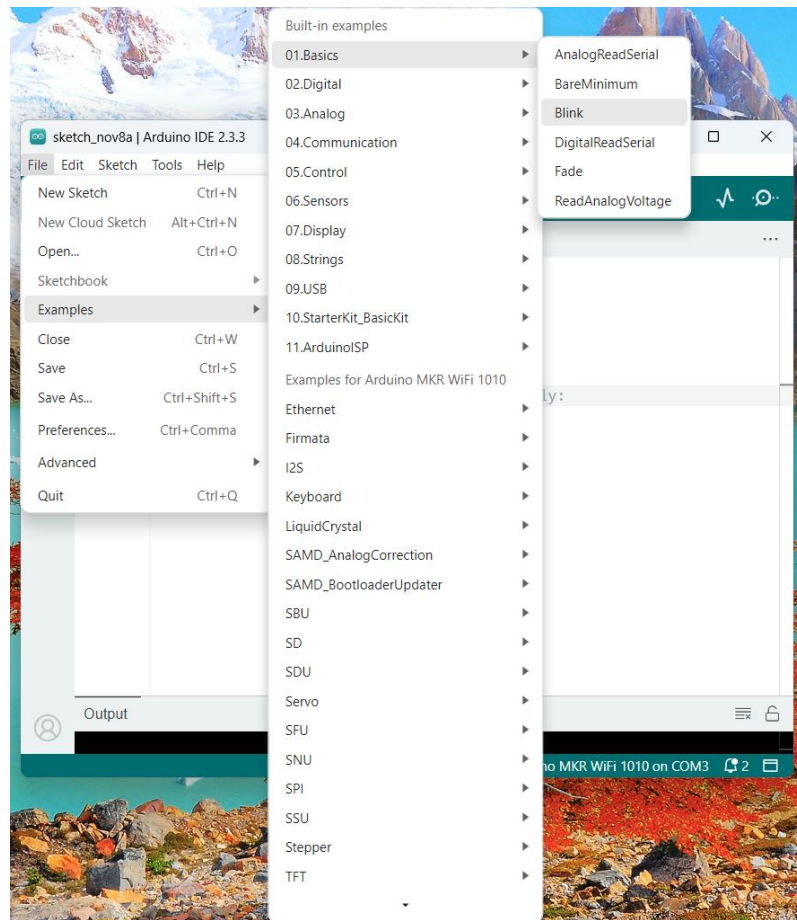 sketch_nov8a | Arduino IDE 2.3.3
File Edit Sketch Tools Help
New Sketch Ctrl+N
New Cloud Sketch Alt+Ctrl+N
Open... Ctrl+O
Sketchbook
Examples
Close Ctrl+W
Save Ctrl+S
Save As... Ctrl+Shift+S
Preferences... Ctrl+Comma
Advanced
Quit Ctrl+Q
Built-in examples
01.Basics
02.Digital
03.Analog
04.Communication
05.Control
06.Sensors
07.Display
08.Strings
09.USB
10.StarterKit_BasicKit
11.ArduinoISP
Examples for Arduino MKR WiFi 1010
Ethernet
Firmata
I2S
Keyboard
LiquidCrystal
SAMD_AnalogCorrection
SAMD_BootloaderUpdater
SBU
SD
SDU
Servo
SFU
SNU
SPI
SSU
Stepper
TFT
AnalogReadSerial
BareMinimum
Blink
DigitalReadSerial
Fade
ReadAnalogVoltage
ly:
Output
no MKR WiFi 1010 on COM3 2